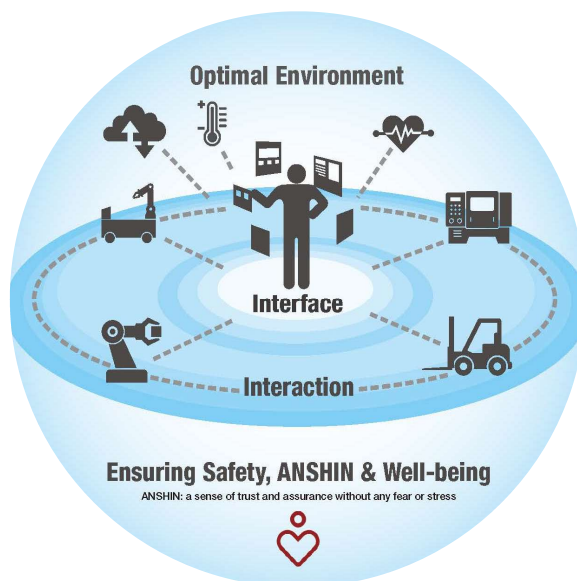 Optimal Environment
Interface
Interaction
Ensuring Safety, ANSHIN & Well-being
ANSHIN: a sense of trust and assurance without any fear or stress